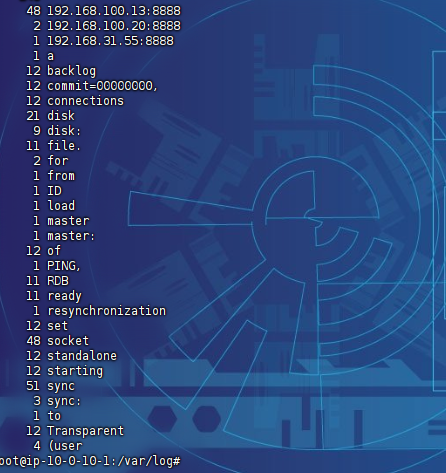 48 192.168.100.13:8888
2 192.168.100.20:8888
1 192.168.31.55:8888
1 a
12 backlog
12 commit=00000000,
12 connections
21 disk
9 disk:
11 file.
2 for
1 from
1 ID
1 load
1 master
1 master:
12 of
1 PING,
11 RDB
11 ready
1 resynchronization
12 set
48 socket
12 standalone
12 starting
51 sync
3 sync:
1 to
12 Transparent
4 (user
oot@ip-10-0-10-1:/var/log#